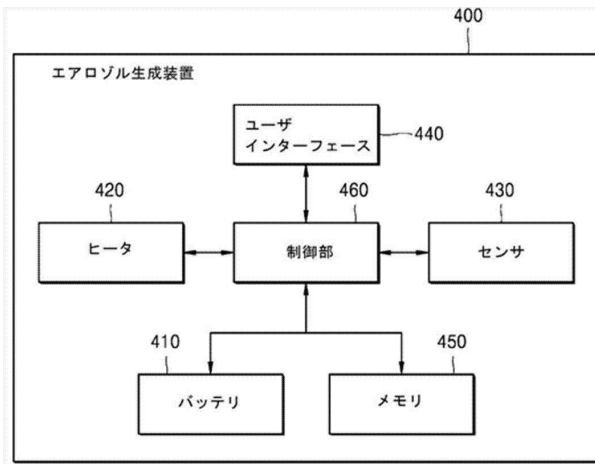 400
エアロゾル生成装置
ユーザ
インターフェース
440
420
460
430
ヒータ
制御部
センサ
410
450
バッテリ
メモリ